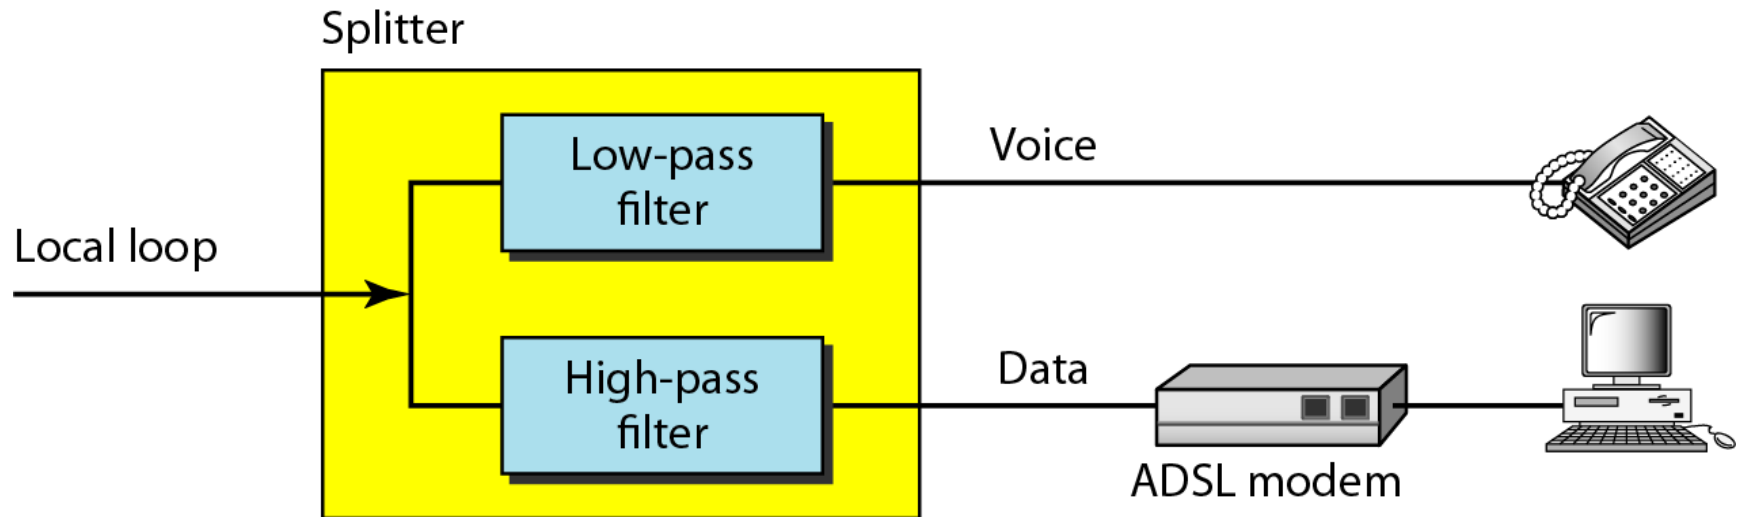 Splitter
Low-pass
filter
Voice
Local loop
High-pass
filter
Data
ADSL modem